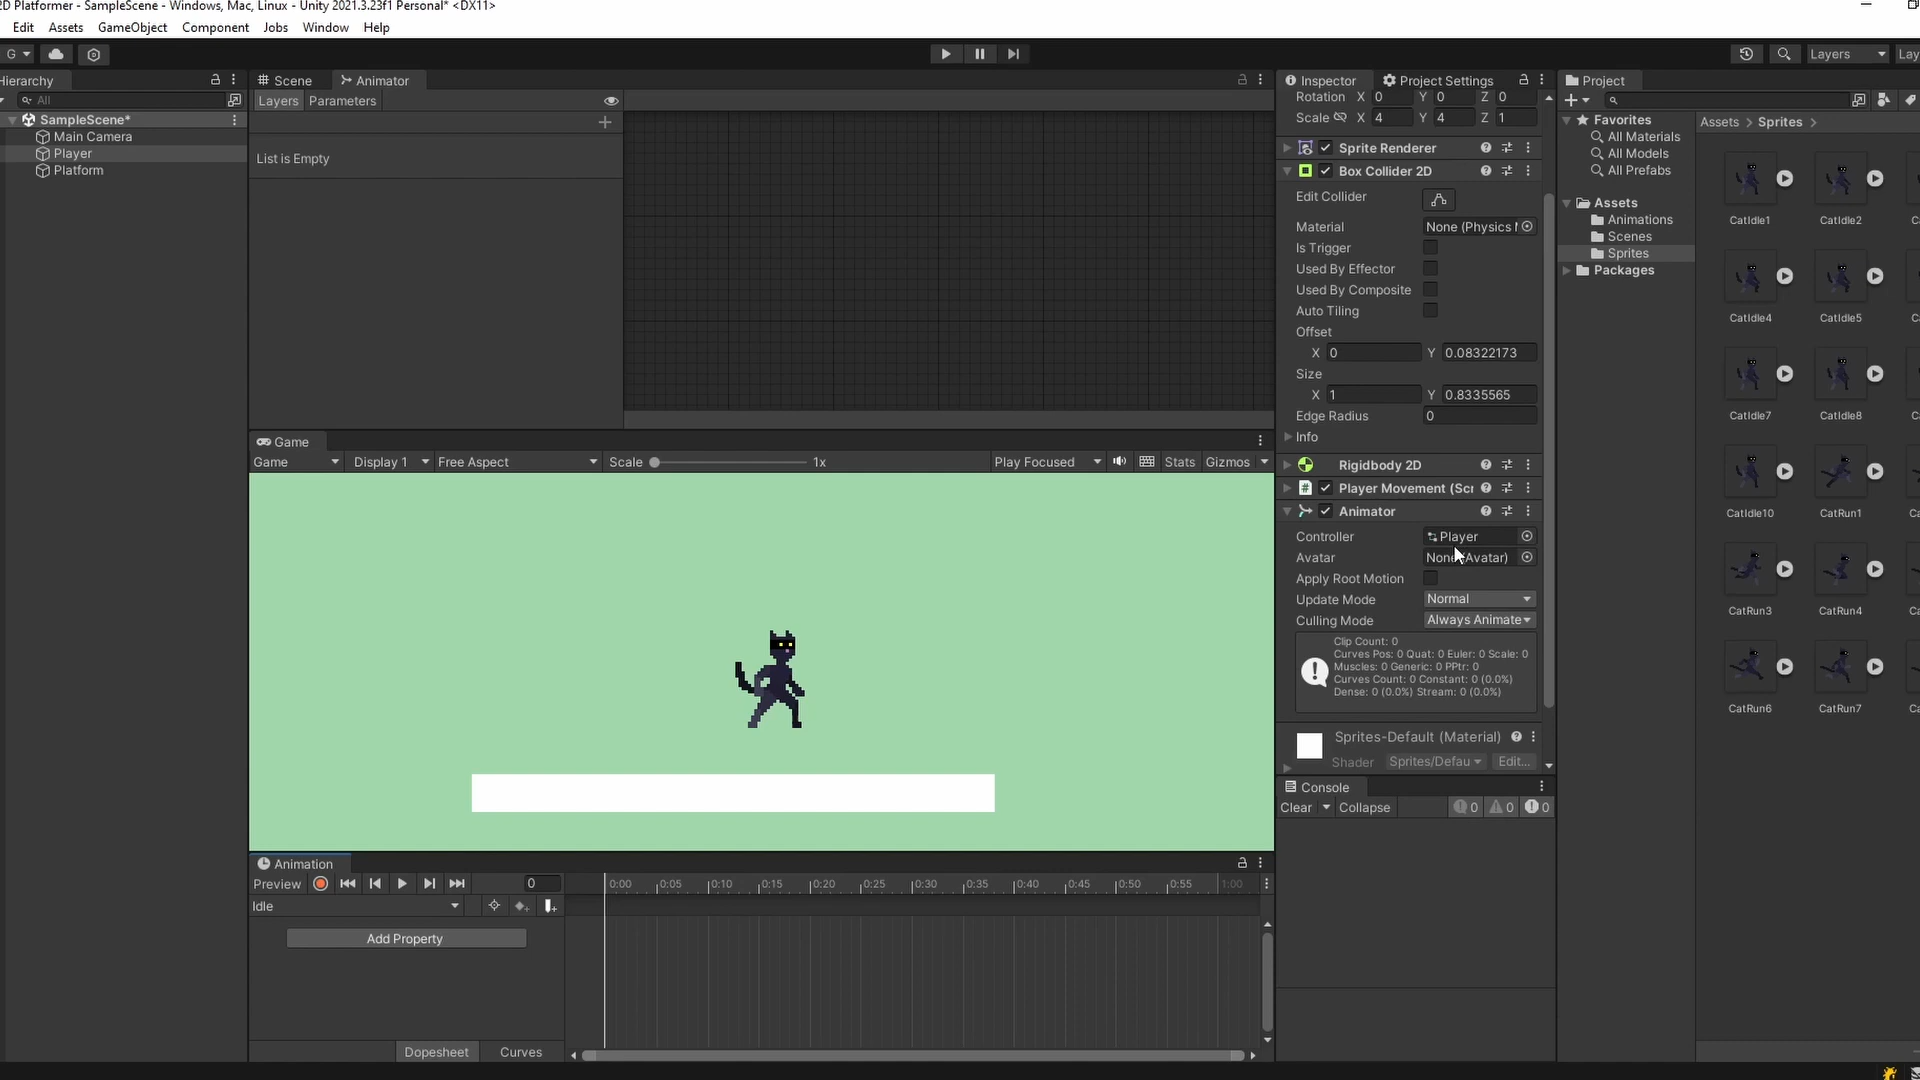 2D Platformer - SampleScene - Windows, Mac, Linux - Unity 2021.3.23f1 Personal* <DX11>
Edit Assets GameObject Component Jobs Window Help
G Layers
Hierarchy
All
SampleScene*
Main Camera
Player
Platform
Scene Animator
Layers Parameters
List is Empty
Game
Game Display 1 Free Aspect Scale 1x Play Focused Stats Gizmos
Animation
Preview 0
0:00 0:05 0:10 0:15 0:20 0:25 0:30 0:35 0:40 0:45 0:50 0:55 1:00
Idle
Add Property
Dopesheet Curves
Inspector Project Settings
Rotation X 0 Y 0 Z 0
Scale X 4 Y 4 Z 1
Sprite Renderer
Box Collider 2D
Edit Collider
Material None (Physics
Is Trigger
Used By Effector
Used By Composite
Auto Tiling
Offset
X 0 Y 0.08322173
Size
X 1 Y 0.8335565
Edge Radius 0
Info
Rigidbody 2D
Player Movement (Scr
Animator
Controller Player
Avatar None (Avatar)
Apply Root Motion
Update Mode Normal
Culling Mode Always Animate
Clip Count: 0
Curves Pos: 0 Quat: 0 Euler: 0 Scale: 0
Muscles: 0 Generic: 0 PPtr: 0
Curves Count: 0 Constant: 0 (0.0%)
Dense: 0 (0.0%) Stream: 0 (0.0%)
Sprites-Default (Material)
Shader Sprites/Defau Edit...
Console
Clear Collapse 0 0 0
Project
Favorites
All Materials
All Models
All Prefabs
Assets
Animations
Scenes
Sprites
Packages
Assets > Sprites >
CatIdle1 CatIdle2
CatIdle4 CatIdle5
CatIdle7 CatIdle8
CatIdle10 CatRun1
CatRun3 CatRun4
CatRun6 CatRun7